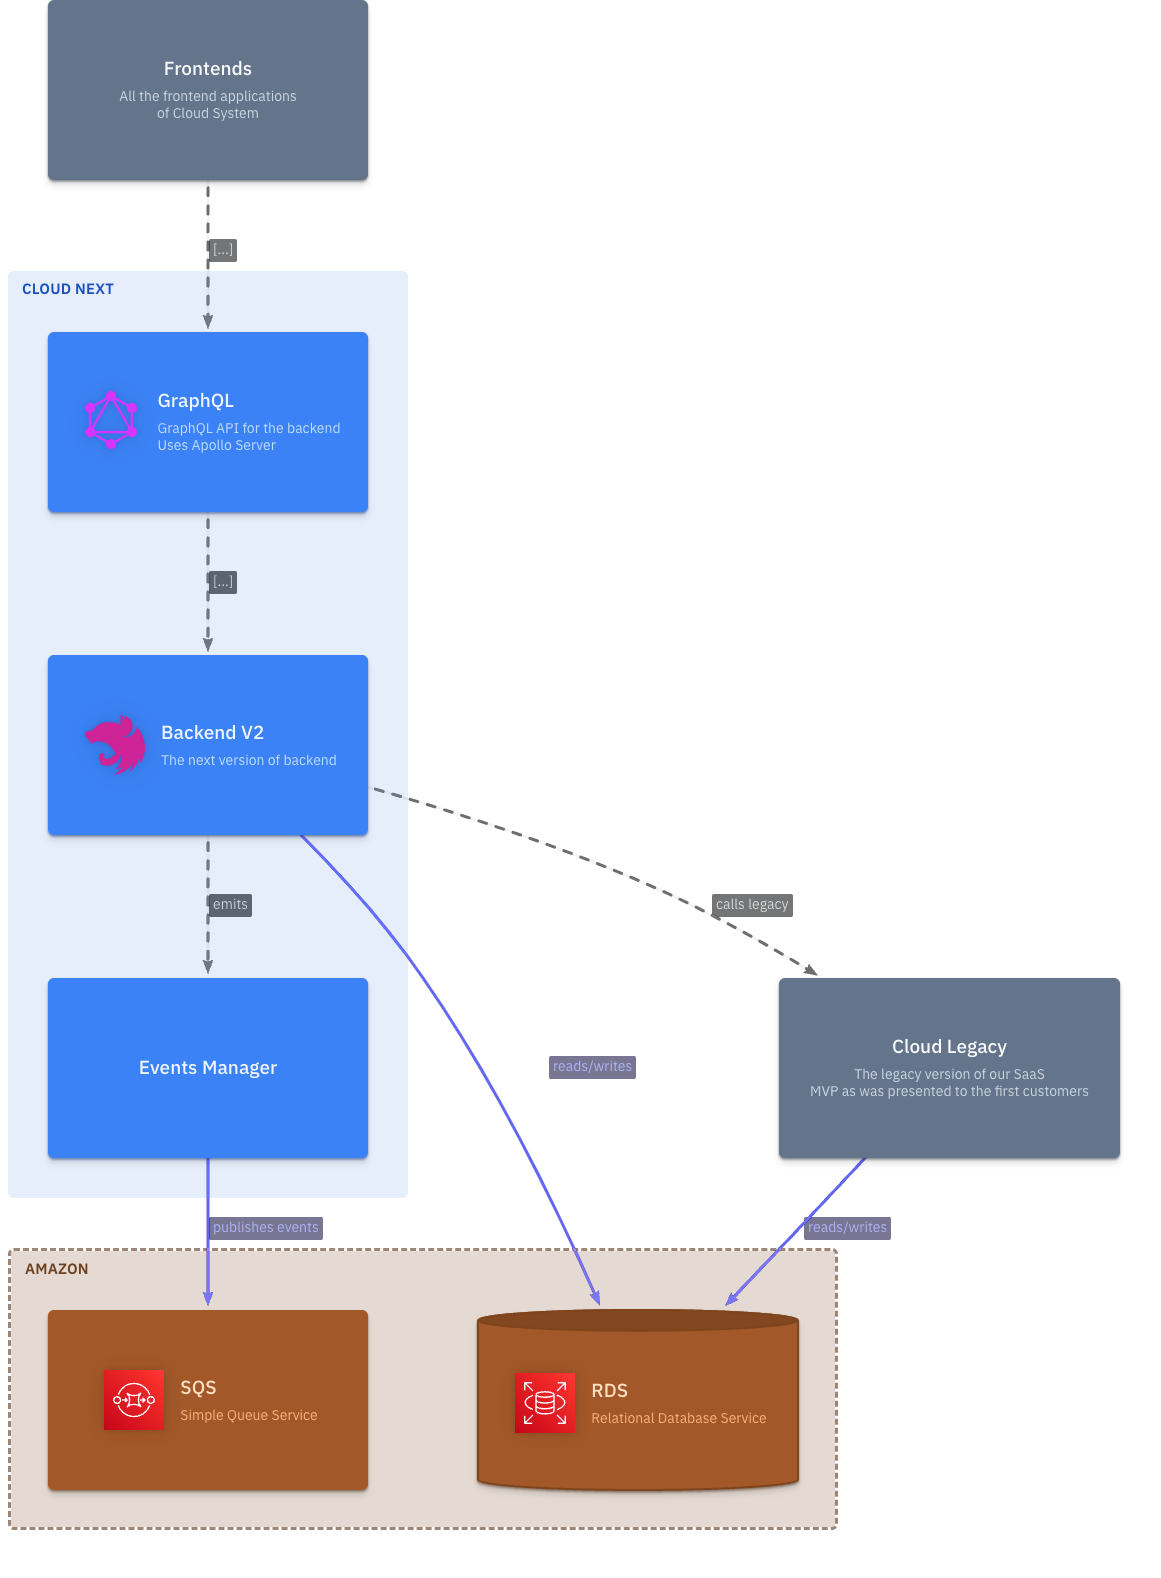 Frontends
All the frontend applications
of Cloud System
[...]
CLOUD NEXT
GraphQL
GraphQL API for the backend
Uses Apollo Server
[...]
Backend V2
The next version of backend
emits
calls legacy
Events Manager
reads/writes
Cloud Legacy
The legacy version of our SaaS
MVP as was presented to the first customers
publishes events
reads/writes
AMAZON
SQS
Simple Queue Service
RDS
Relational Database Service